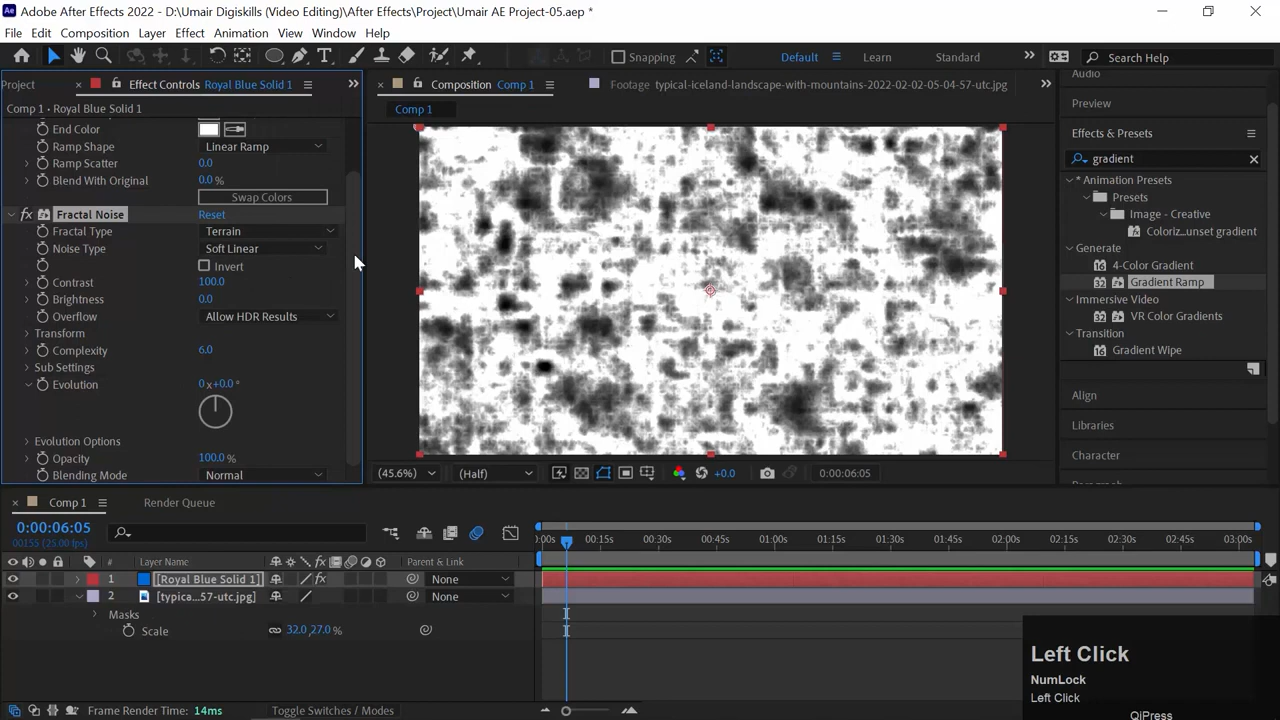 Adobe After Effects 2022 - D:\Umair Digiskills (Video Editing)\After Effects\Project\Umair AE Project-05.aep *
File Edit Composition Layer Effect Animation View Window Help
Snapping Default Learn Standard Search Help
Project Effect Controls Royal Blue Solid 1 Composition Comp 1 Footage typical-iceland-landscape-with-mountains-2022-02-02-05-04-57-utc.jpg Audio
Comp 1 • Royal Blue Solid 1 Comp 1 Preview
End Color
Ramp Shape Linear Ramp
Ramp Scatter 0.0
Blend With Original 0.0 %
Swap Colors
Fractal Noise Reset
Fractal Type Terrain
Noise Type Soft Linear
Invert
Contrast 100.0
Brightness 0.0
Overflow Allow HDR Results
Transform
Complexity 6.0
Sub Settings
Evolution 0x+0.0°
Evolution Options
Opacity 100.0 %
Blending Mode Normal
(45.6%) (Half) +0.0 0:00:06:05
Effects & Presets
gradient
* Animation Presets
Presets
Image - Creative
Coloriz...unset gradient
Generate
4-Color Gradient
Gradient Ramp
Immersive Video
VR Color Gradients
Transition
Gradient Wipe
Align
Libraries
Character
Comp 1 Render Queue
0:00:06:05
00155 (25.00 fps)
:00s 00:15s 00:30s 00:45s 01:00s 01:15s 01:30s 01:45s 02:00s 02:15s 02:30s 02:45s 03:00s
# Layer Name Parent & Link
1 [Royal Blue Solid 1] None
2 [typica...57-utc.jpg] None
Masks
Scale 32.0,27.0 %
Frame Render Time: 14ms Toggle Switches / Modes
Left Click
NumLock
Left Click
QiPress